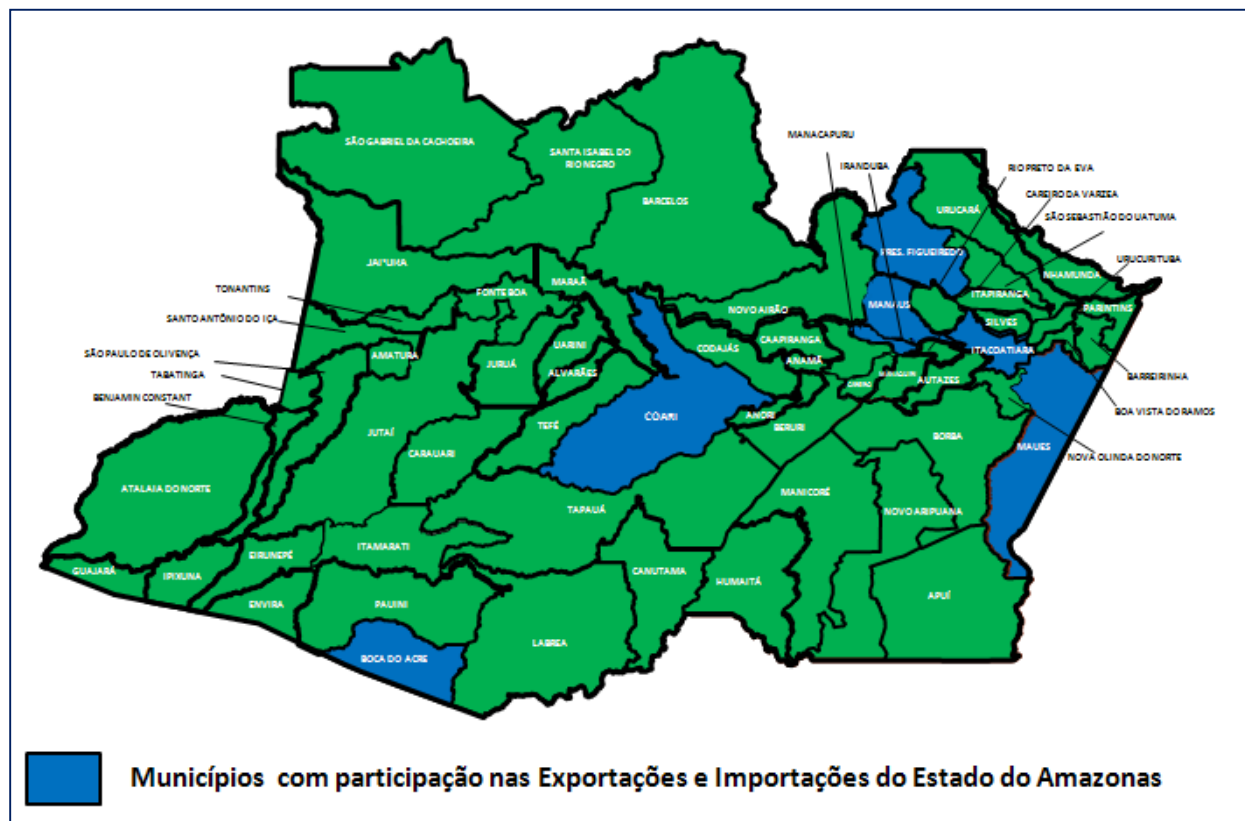 MANACAPURU
SÃO GABRIEL DA CACHOEIRA
SANTA ISABEL DO
RIO NEGRO
IRANDUBA
RIO PRETO DA EVA
CAREIRO DA VARZEA
BARCELOS
URUCARÁ
SÃO SEBASTIÃO DO UATUMA
PRES. FIGUEIREDO
URUCURITUBA
JAPURA
NHAMUNDA
MARAÃ
TONANTINS
FONTE BOA
ITAPIRANGA
NOVO AIRÃO
MANAUS
PARINTINS
SANTO ANTÔNIO DO IÇA
SILVES
UARINI
CAAPIRANGA
CODAJÁS
ITACOATIARA
SÃO PAULO DE OLIVENÇA
AMATURA
JURUÁ
ANAMÃ
ALVARÃES
BARREIRINHA
TABATINGA
AUTAZES
BENJAMIN CONSTANT
BOA VISTA DO RAMOS
COARI
ANORI
TEFÉ
BERURI
JUTAÍ
BORBA
MAUES
CARAUARI
NOVA OLINDA DO NORTE
ATALAIA DO NORTE
MANICORÉ
TAPAUÁ
NOVO ARIPUANA
ITAMARATI
EIRUNEPÉ
GUAJARÁ
IPIXUNA
CANUTAMA
HUMAITÁ
ENVIRA
PAUINI
APUÍ
LABREA
BOCA DO ACRE
Municípios com participação nas Exportações e Importações do Estado do Amazonas